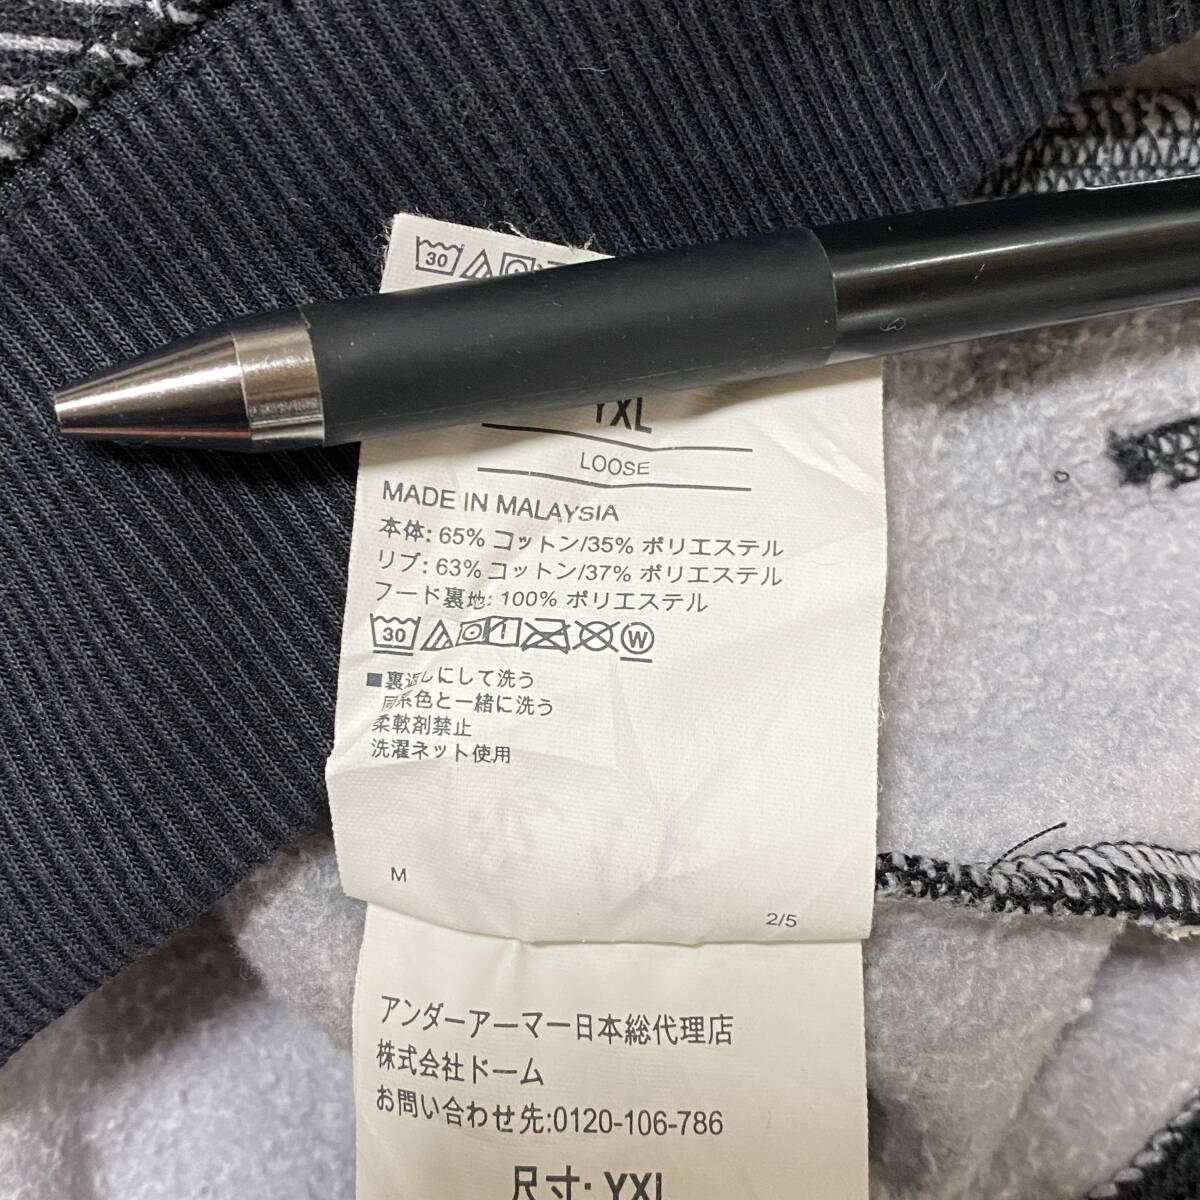 30
YXL
LOOSE
MADE IN MALAYSIA
本体: 65% コットン/35% ポリエステル
リブ: 63% コットン/37% ポリエステル
フード裏地: 100% ポリエステル
30 W
■裏返しにして洗う
同系色と一緒に洗う
柔軟剤禁止
洗濯ネット使用
M
2/5
アンダーアーマー日本総代理店
株式会社ドーム
お問い合わせ先:0120-106-786
尺寸: YXL